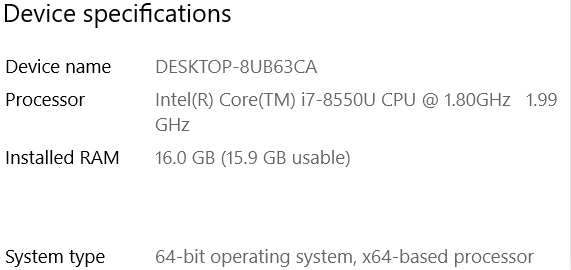 Device specifications
Device name DESKTOP-8UB63CA
Processor Intel(R) Core(TM) i7-8550U CPU @ 1.80GHz 1.99
GHz
Installed RAM 16.0 GB (15.9 GB usable)
System type 64-bit operating system, x64-based processor